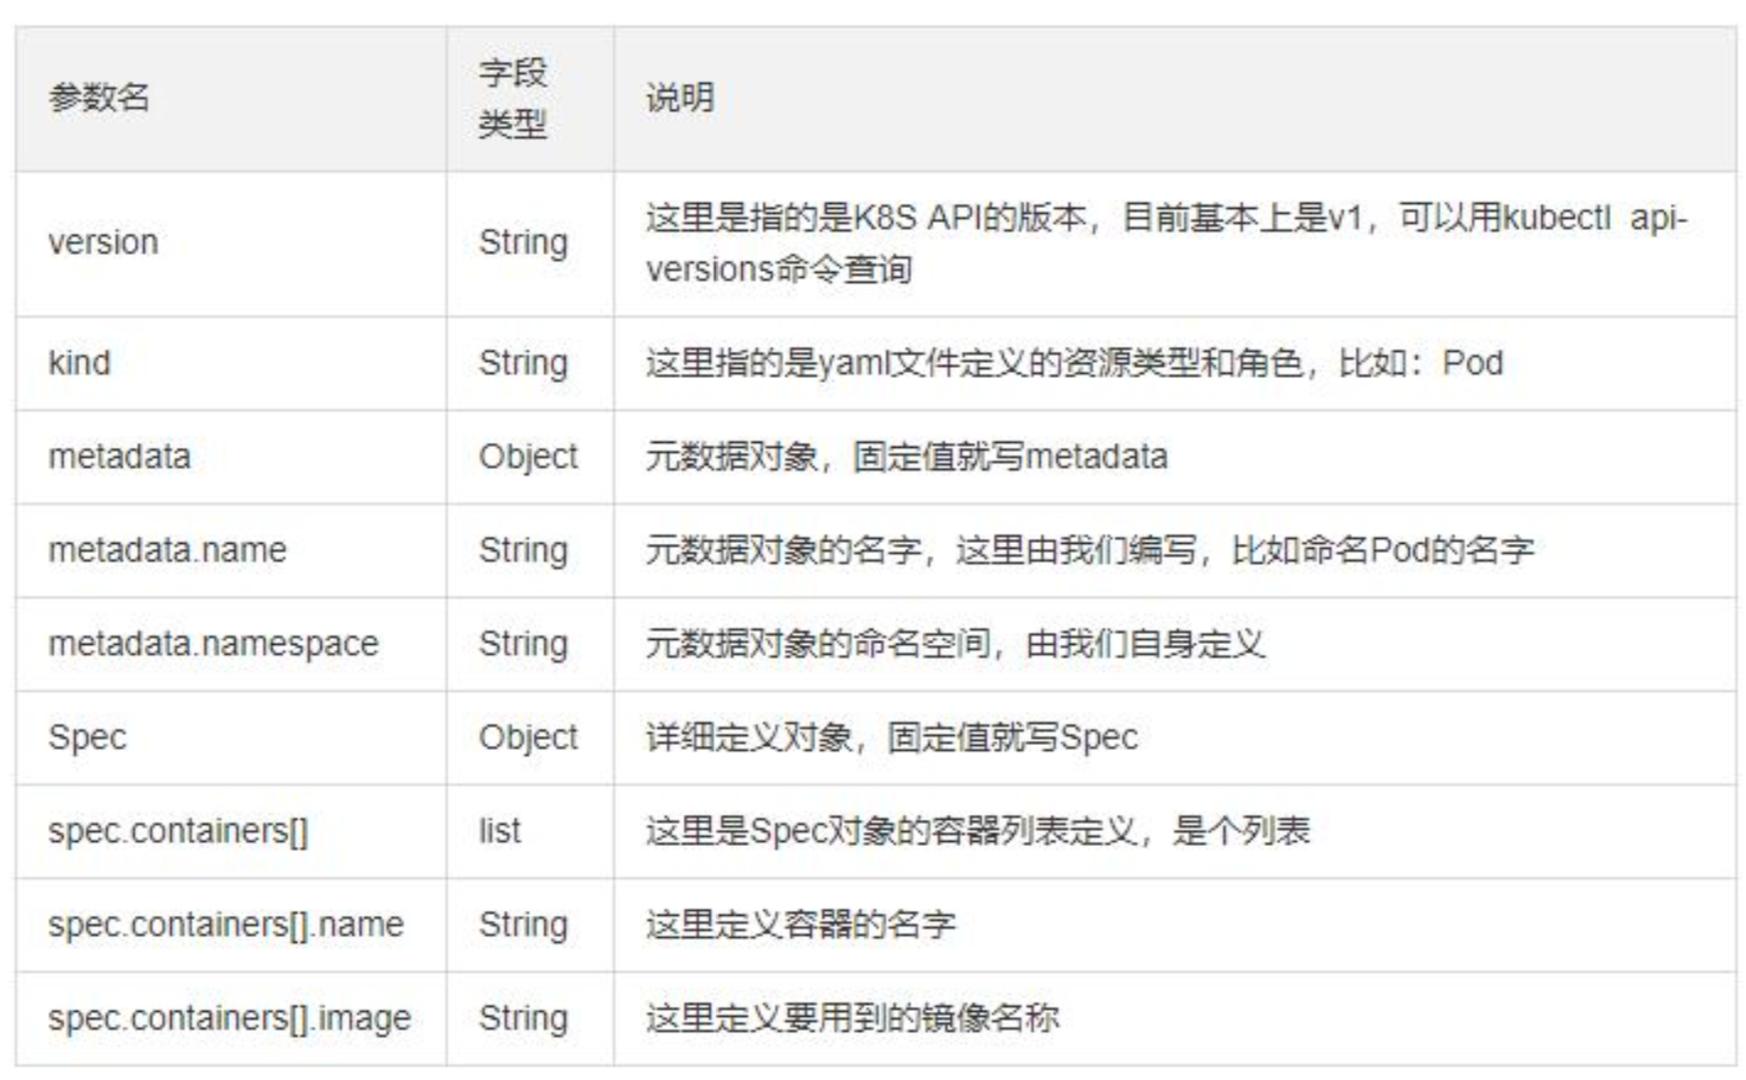 参数名
字段
类型
说明
version
String
这里是指的是K8S API的版本，目前基本上是v1，可以用kubectl api-
versions命令查询
kind
String
这里指的是yaml文件定义的资源类型和角色，比如：Pod
metadata
Object
元数据对象，固定值就写metadata
metadata.name
String
元数据对象的名字，这里由我们编写，比如命名Pod的名字
metadata.namespace
String
元数据对象的命名空间，由我们自身定义
Spec
Object
详细定义对象，固定值就写Spec
spec.containers[]
list
这里是Spec对象的容器列表定义，是个列表
spec.containers[].name
String
这里定义容器的名字
spec.containers[].image
String
这里定义要用到的镜像名称